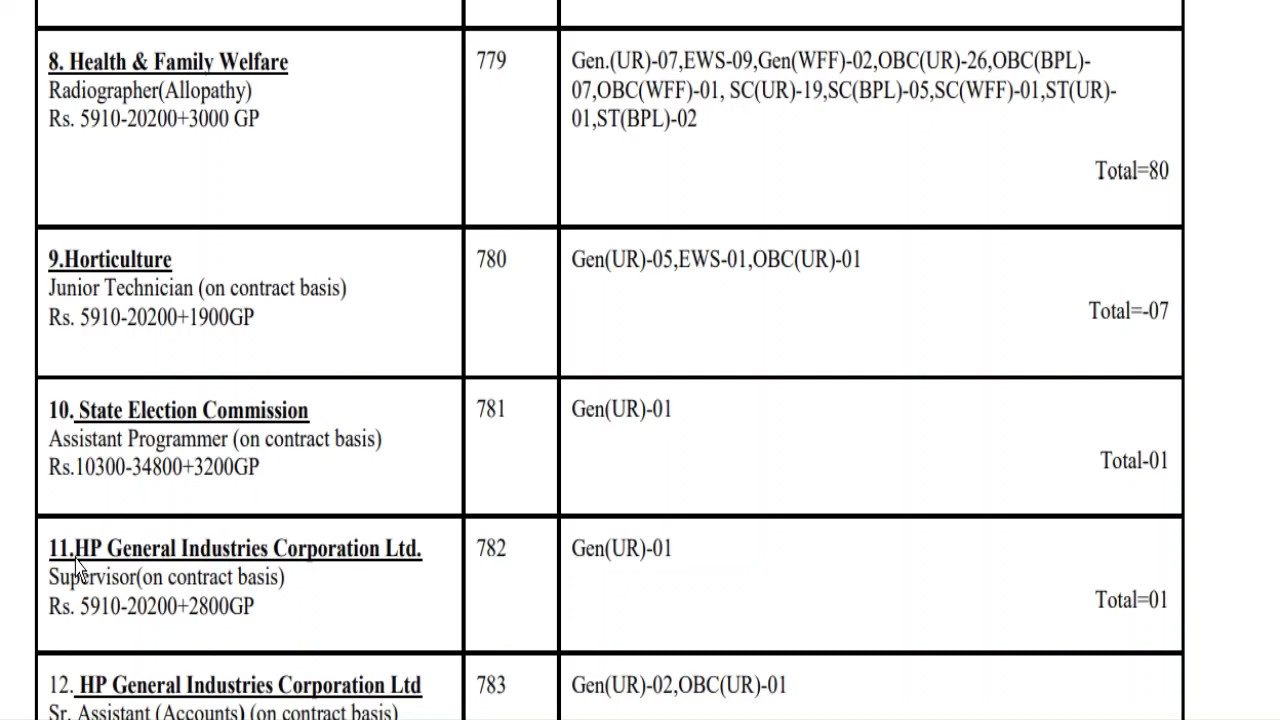 8. Health & Family Welfare
Radiographer(Allopathy)
Rs. 5910-20200+3000 GP
779
Gen.(UR)-07,EWS-09,Gen(WFF)-02,OBC(UR)-26,OBC(BPL)-
07,OBC(WFF)-01, SC(UR)-19,SC(BPL)-05,SC(WFF)-01,ST(UR)-
01,ST(BPL)-02
Total=80
9.Horticulture
Junior Technician (on contract basis)
Rs. 5910-20200+1900GP
780
Gen(UR)-05,EWS-01,OBC(UR)-01
Total=-07
10. State Election Commission
Assistant Programmer (on contract basis)
Rs.10300-34800+3200GP
781
Gen(UR)-01
Total-01
11.HP General Industries Corporation Ltd.
Supervisor(on contract basis)
Rs. 5910-20200+2800GP
782
Gen(UR)-01
Total=01
12. HP General Industries Corporation Ltd
Sr. Assistant (Accounts) (on contract basis)
783
Gen(UR)-02,OBC(UR)-01